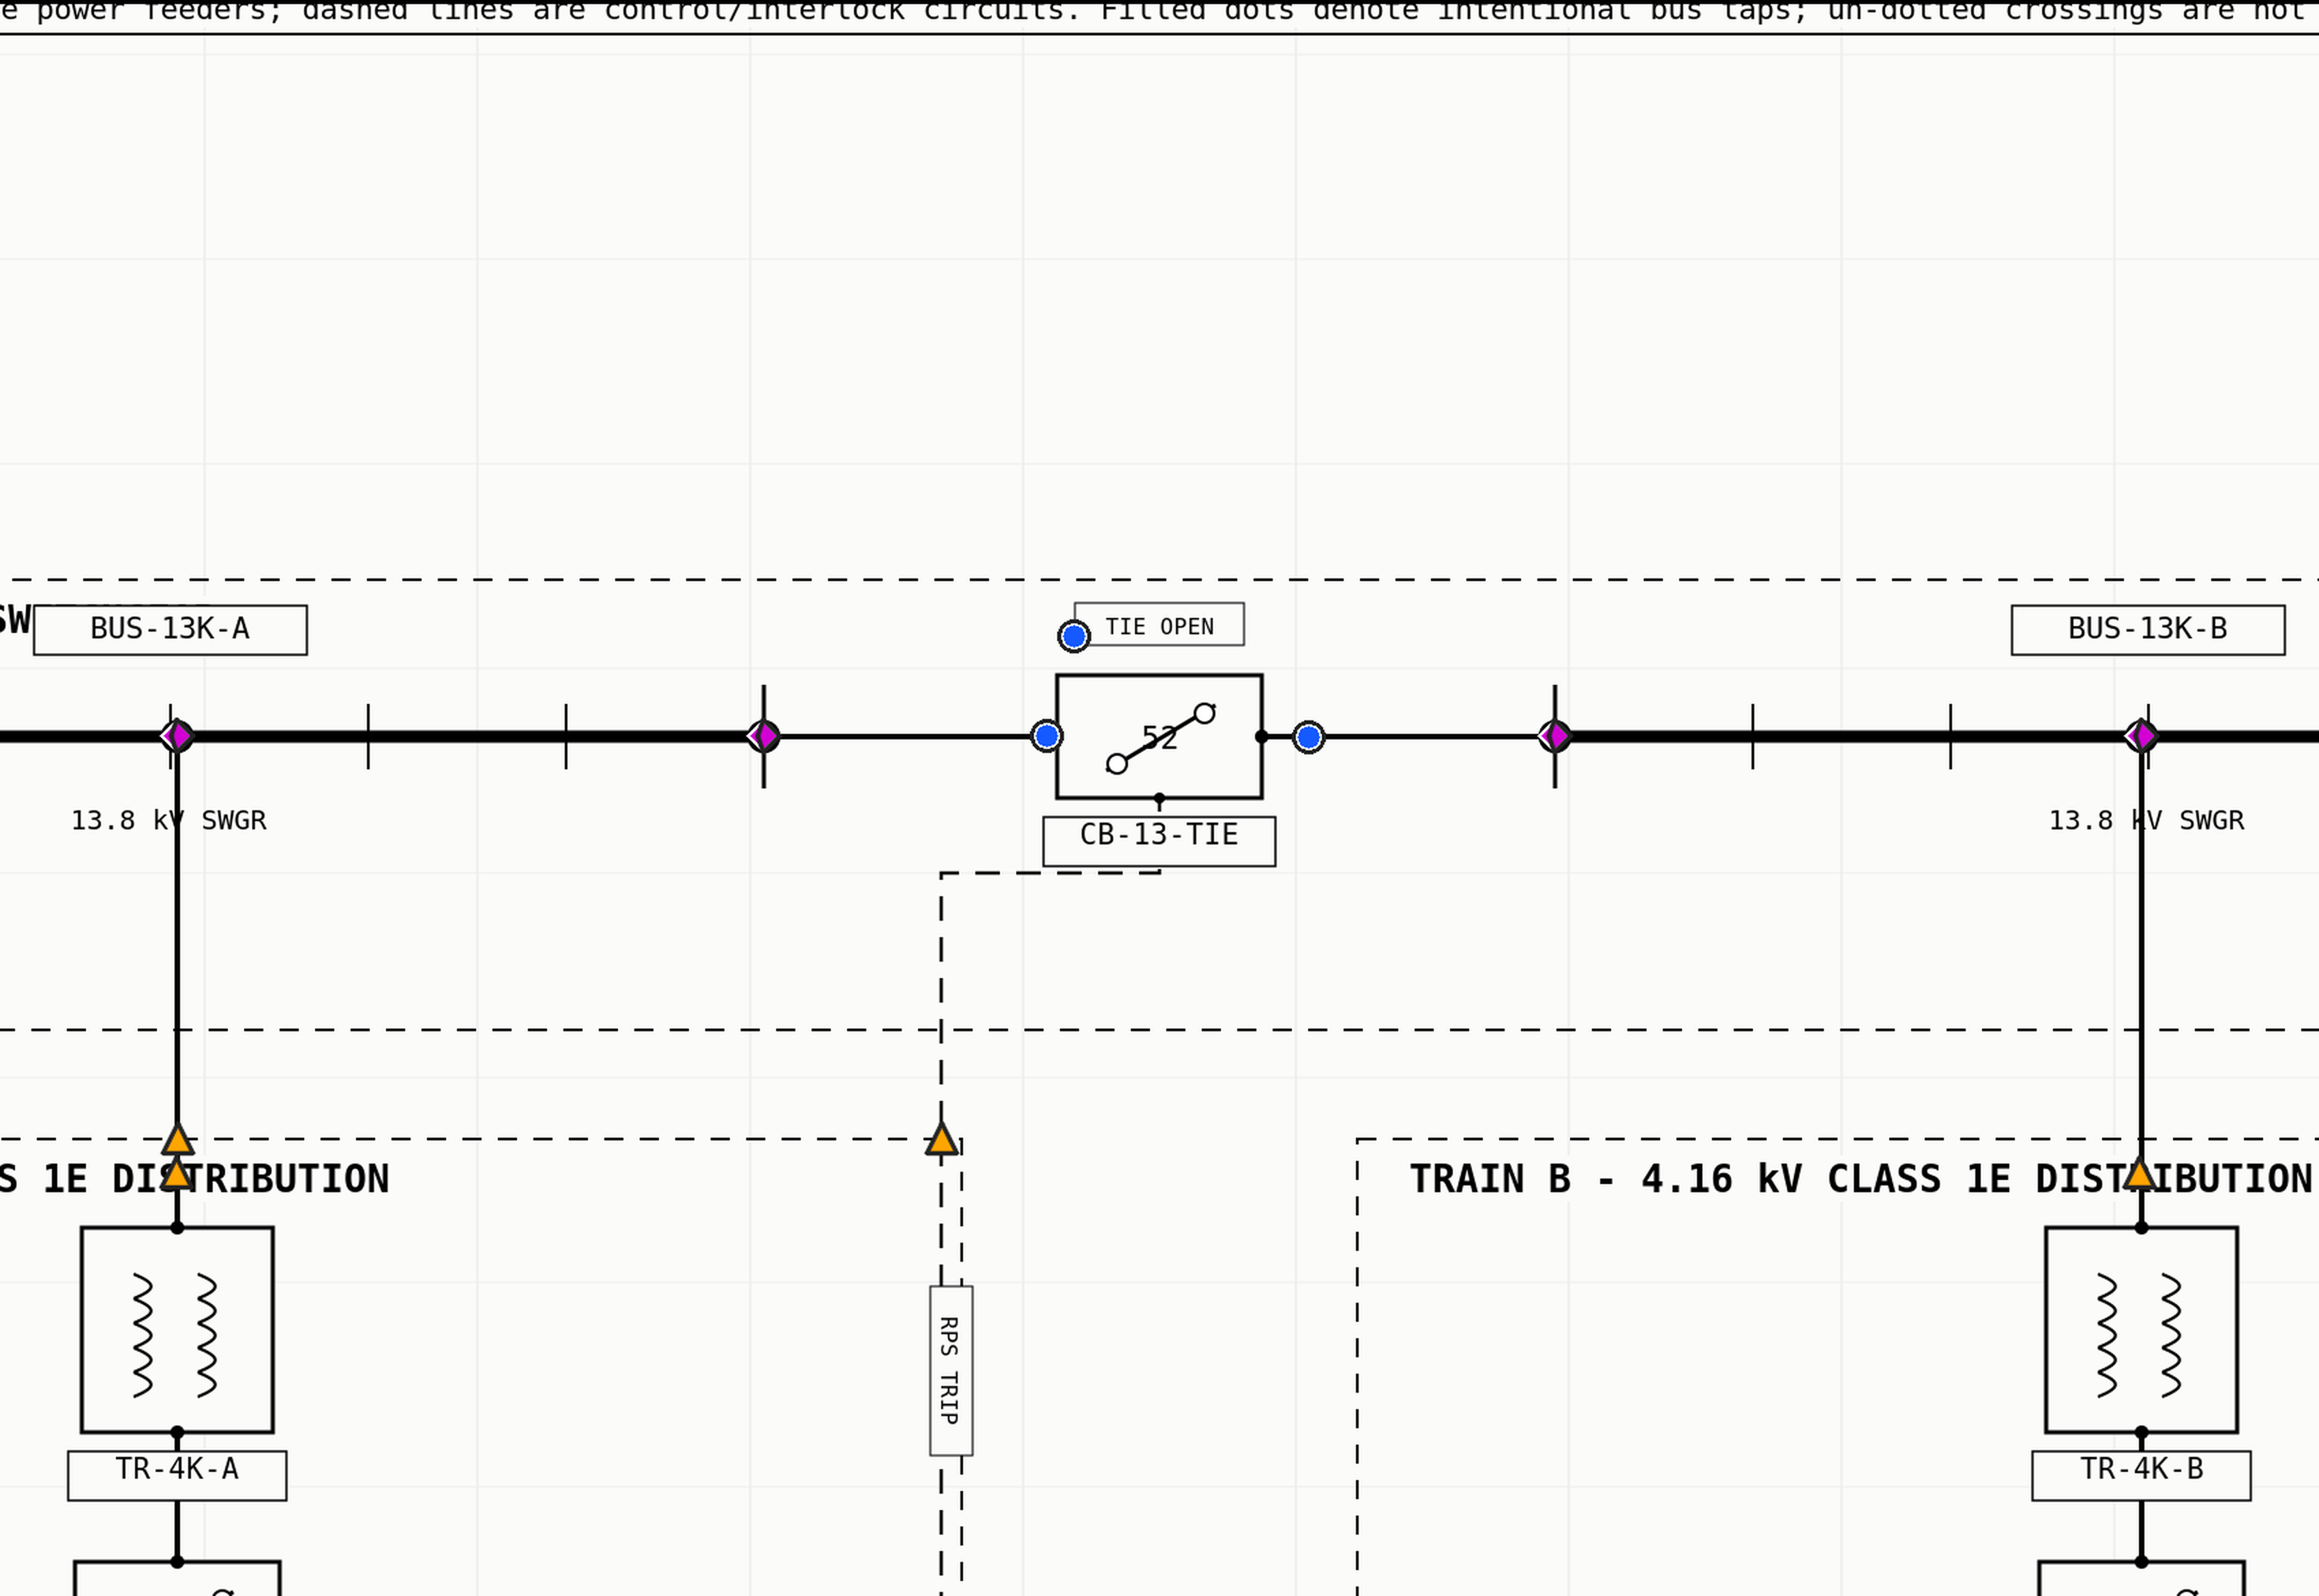 e power feeders; dashed lines are control/interlock circuits. Filled dots denote intentional bus taps; un-dotted crossings are not
SW
BUS-13K-A
TIE OPEN
BUS-13K-B
52
13.8 kV SWGR
CB-13-TIE
13.8 kV SWGR
S 1E DISTRIBUTION
TRAIN B - 4.16 kV CLASS 1E DISTRIBUTION
RPS TRIP
TR-4K-A
TR-4K-B